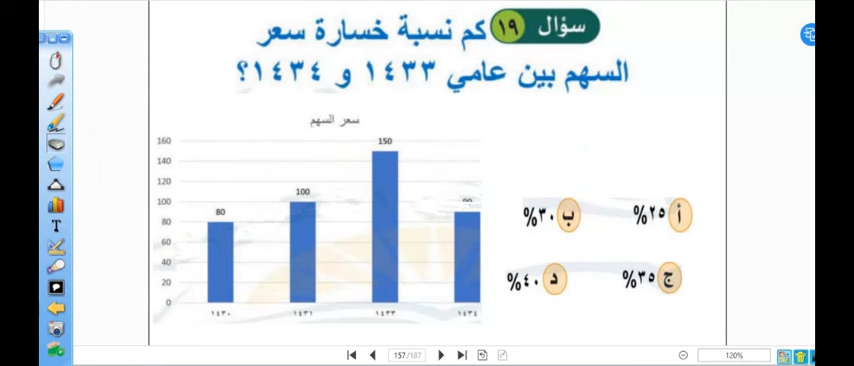 سؤال ١٩ كم نسبة خسارة سعر
السهم بين عامي ١٤٣٣ و ١٤٣٤؟
سعر السهم
160
140
120
100
80
60
40
20
0
80
100
150
١٤٣٠
١٤٣١
١٤٣٣
١٤٣٤
أ ٢٥%
ب ٣٠%
ج ٣٥%
د ٤٠%
T
157/187
120%